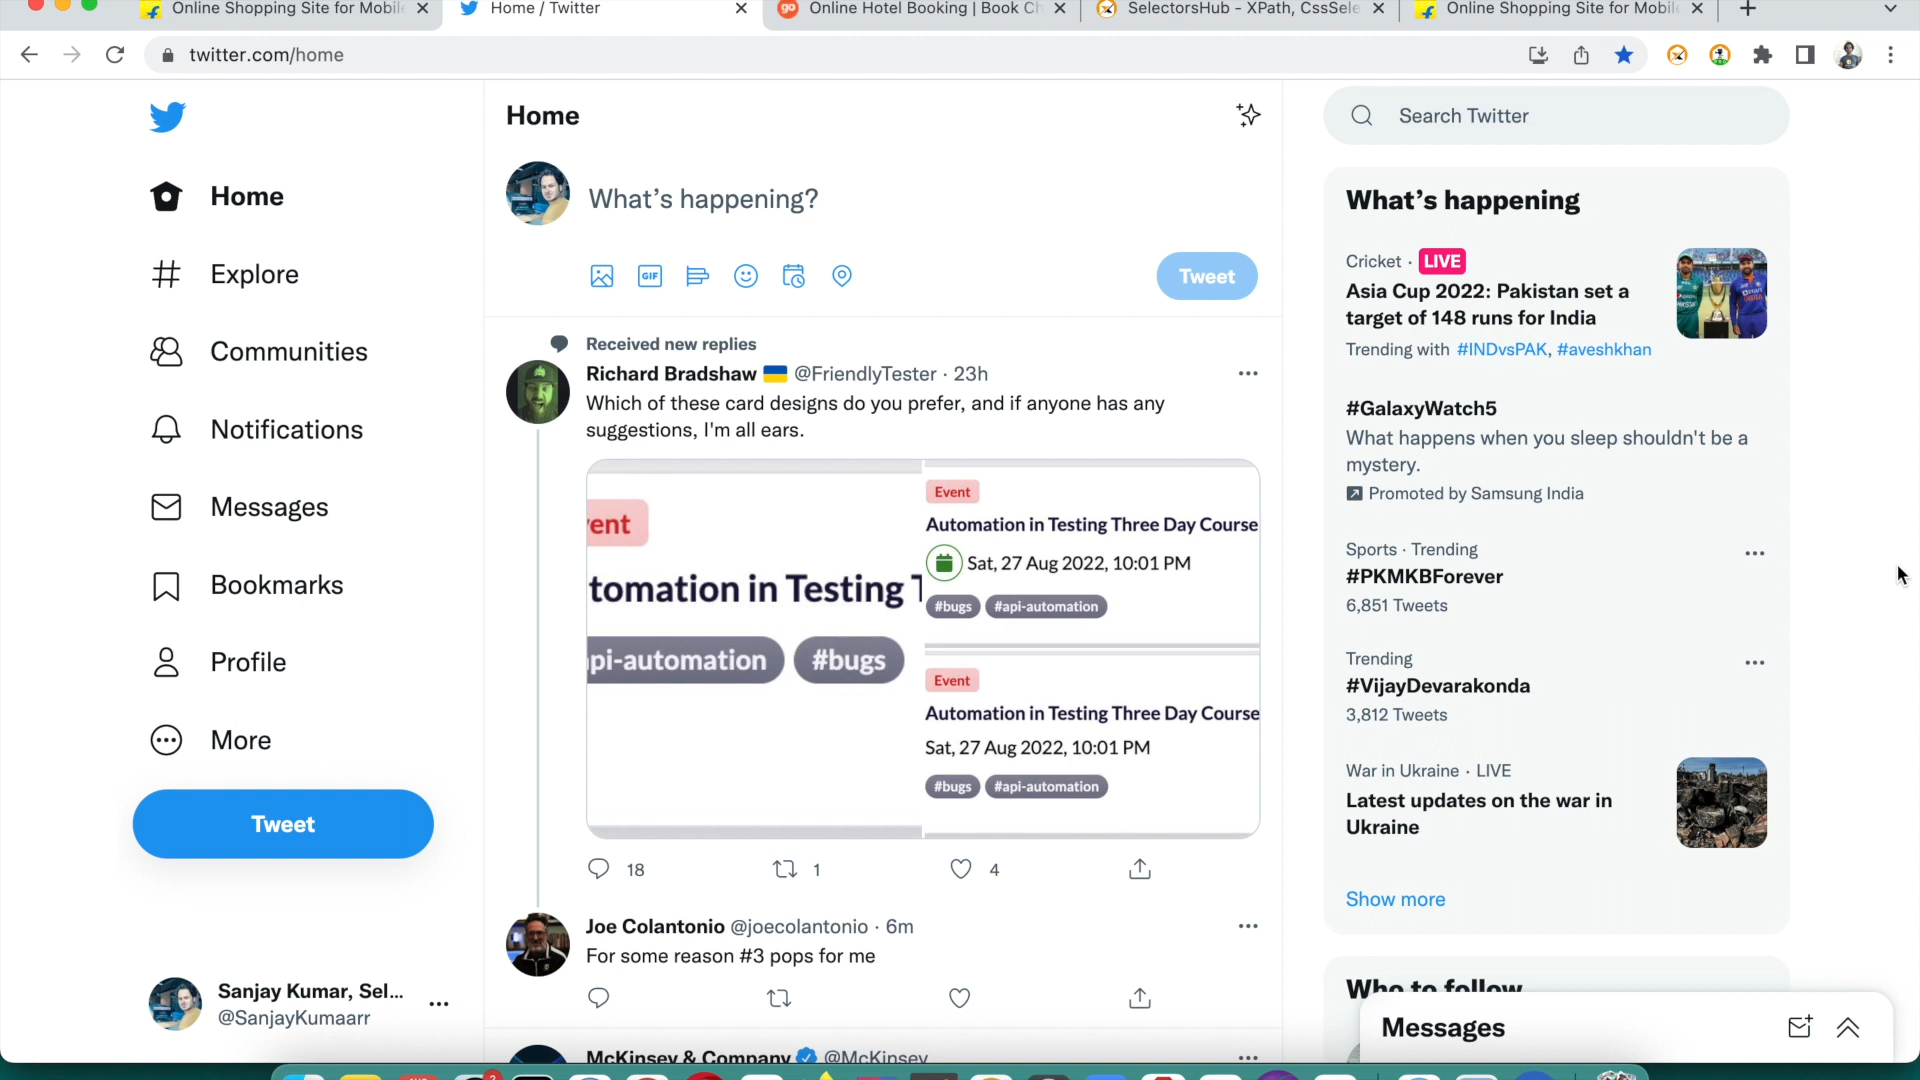 Online Shopping Site for Mobile
Home / Twitter
go
Online Hotel Booking | Book Ch
SelectorsHub - XPath, CssSele
Online Shopping Site for Mobil
twitter.com/home
Home
Explore
Communities
Notifications
Messages
Bookmarks
Profile
More
Tweet
Sanjay Kumar, Sel...
@SanjayKumaarr
Home
What's happening?
GIF
Tweet
Received new replies
Richard Bradshaw @FriendlyTester · 23h
Which of these card designs do you prefer, and if anyone has any
suggestions, I'm all ears.
ent
tomation in Testing T
pi-automation #bugs
Event
Automation in Testing Three Day Course
Sat, 27 Aug 2022, 10:01 PM
#bugs #api-automation
Event
Automation in Testing Three Day Course
Sat, 27 Aug 2022, 10:01 PM
#bugs #api-automation
18 1 4
Joe Colantonio @joecolantonio · 6m
For some reason #3 pops for me
McKinsey & Company @McKinsey
Search Twitter
What's happening
Cricket · LIVE
Asia Cup 2022: Pakistan set a
target of 148 runs for India
Trending with #INDvsPAK, #aveshkhan
#GalaxyWatch5
What happens when you sleep shouldn't be a
mystery.
Promoted by Samsung India
Sports · Trending
#PKMKBForever
6,851 Tweets
Trending
#VijayDevarakonda
3,812 Tweets
War in Ukraine · LIVE
Latest updates on the war in
Ukraine
Show more
Who to follow
Messages